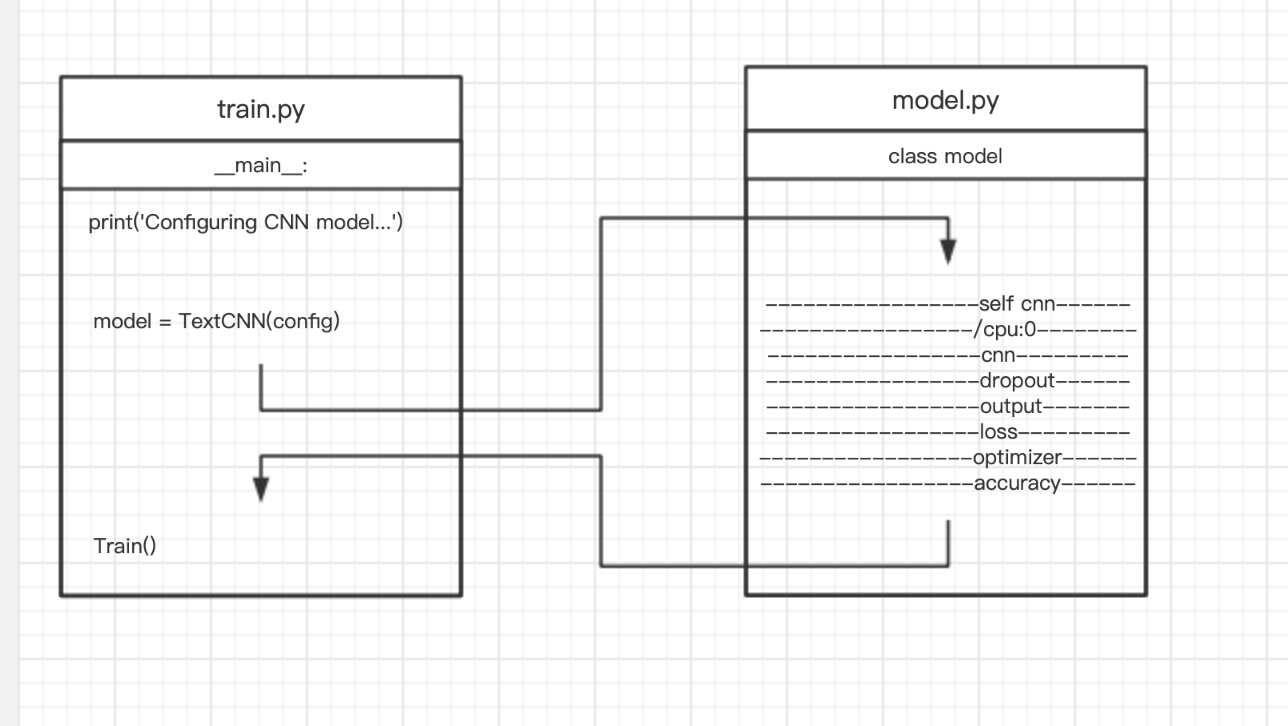 train.py
__main__:
print('Configuring CNN model...')
model = TextCNN(config)
Train()
model.py
class model
-----------------self cnn------
-----------------/cpu:0--------
-----------------cnn---------
-----------------dropout------
-----------------output-------
-----------------loss---------
-----------------optimizer------
-----------------accuracy------